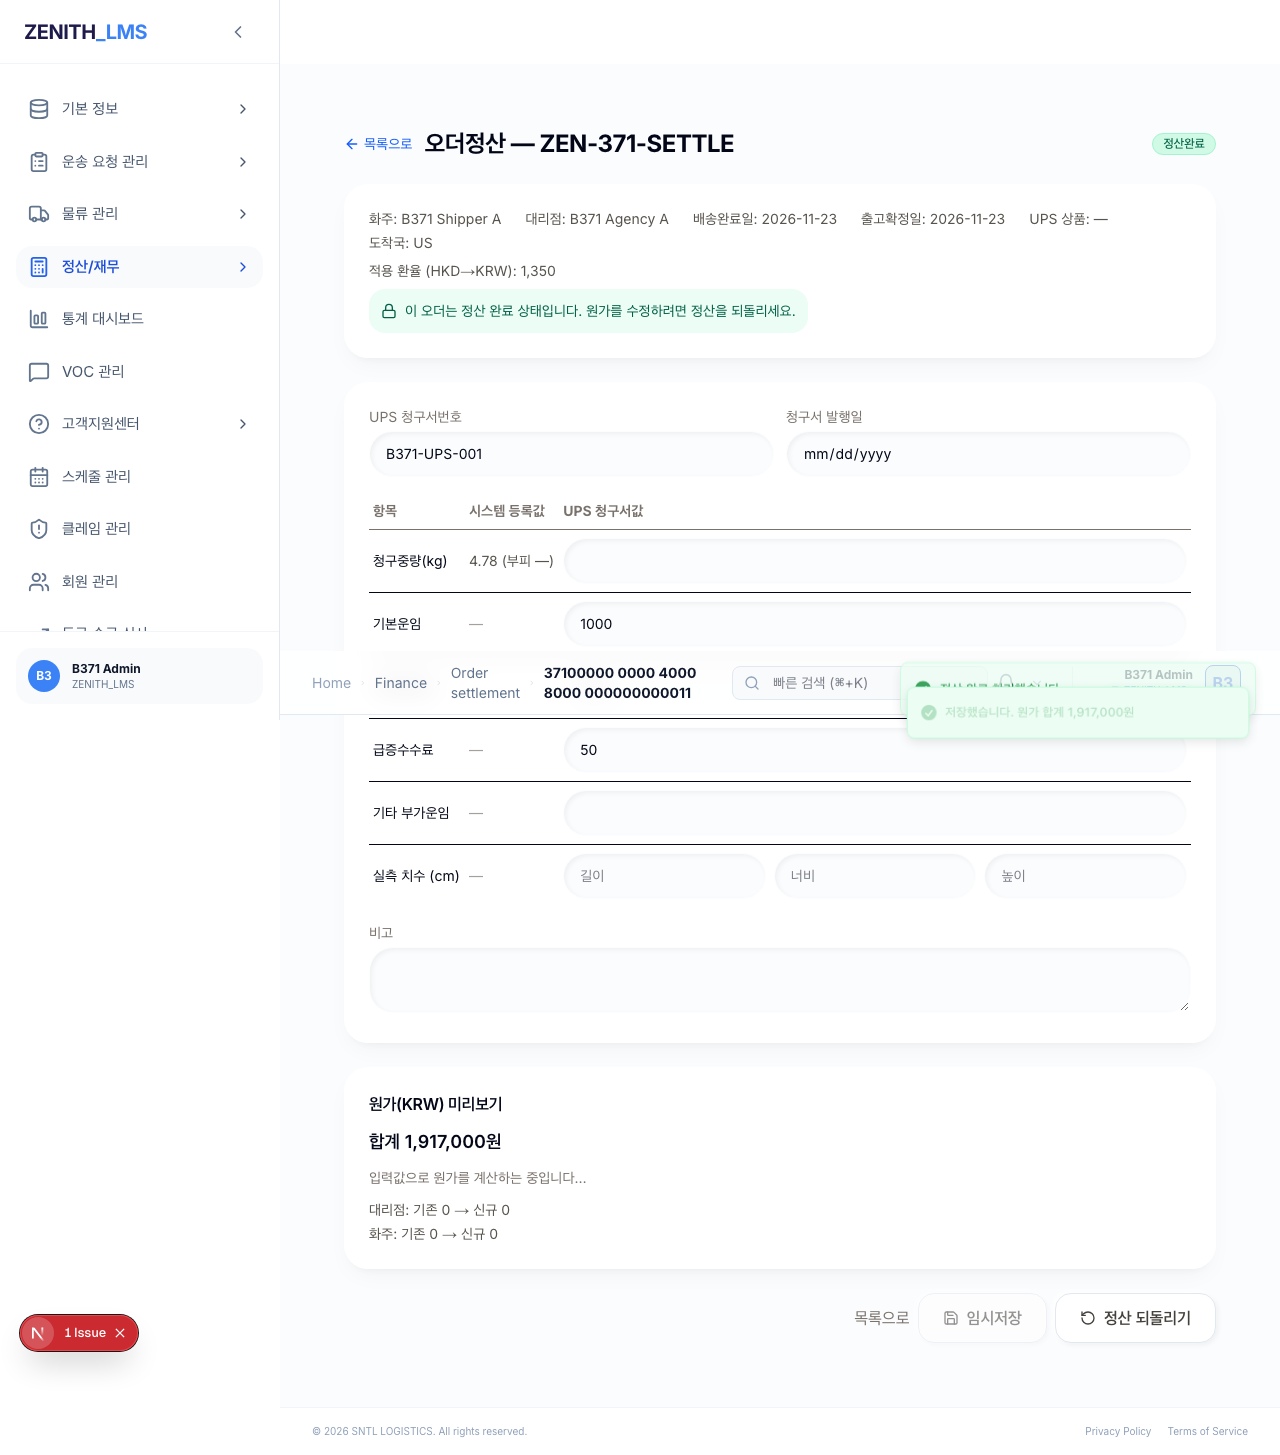 ZENITH_LMS
기본 정보
운송 요청 관리
물류 관리
정산/재무
통계 대시보드
VOC 관리
고객지원센터
스케줄 관리
클레임 관리
회원 관리
B3
B371 Admin
ZENITH_LMS
1 Issue
목록으로
오더정산 — ZEN-371-SETTLE
정산완료
화주: B371 Shipper A 대리점: B371 Agency A 배송완료일: 2026-11-23 출고확정일: 2026-11-23 UPS 상품: —
도착국: US
적용 환율 (HKD→KRW): 1,350
이 오더는 정산 완료 상태입니다. 원가를 수정하려면 정산을 되돌리세요.
UPS 청구서번호
청구서 발행일
B371-UPS-001
mm/dd/yyyy
항목 시스템 등록값 UPS 청구서값
청구중량(kg) 4.78 (부피 —)
기본운임 — 1000
Home Finance Order settlement 37100000 0000 4000 8000 000000000011
빠른 검색 (⌘+K)
B371 Admin
B3
저장했습니다. 원가 합계 1,917,000원
급증수수료 — 50
기타 부가운임 —
실측 치수 (cm) — 길이 너비 높이
비고
원가(KRW) 미리보기
합계 1,917,000원
입력값으로 원가를 계산하는 중입니다...
대리점: 기존 0 → 신규 0
화주: 기존 0 → 신규 0
목록으로 임시저장 정산 되돌리기
© 2026 SNTL LOGISTICS. All rights reserved.
Privacy Policy Terms of Service